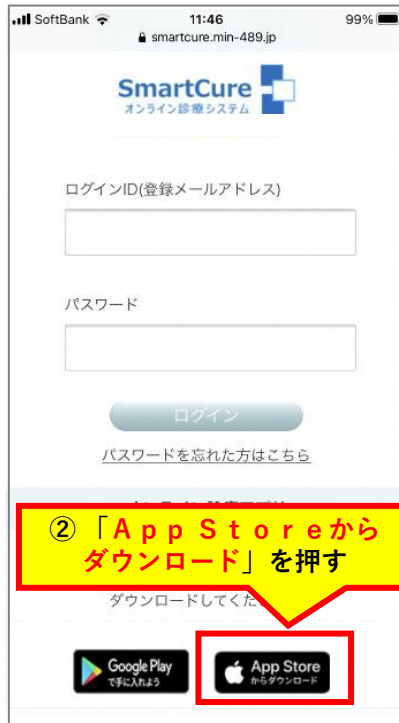 SoftBank 11:46 99%
smartcure.min-489.jp
SmartCure
オンライン診療システム
ログインID(登録メールアドレス)
パスワード
ログイン
パスワードを忘れた方はこちら
②「App Storeから
ダウンロード」を押す
ダウンロードしてくだ
Google Play
で手に入れよう
App Store
からダウンロード